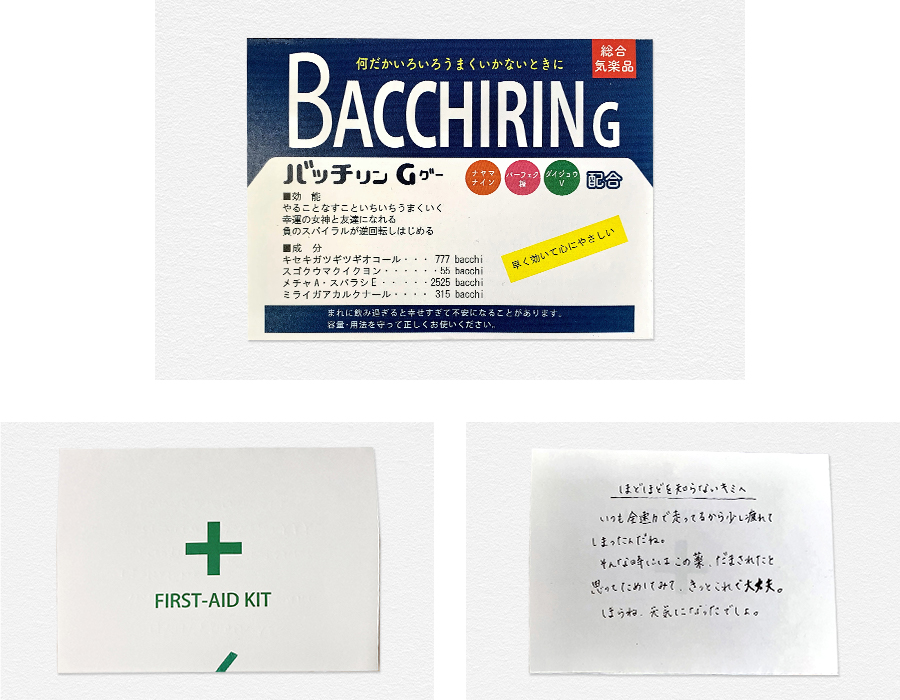 何だかいろいろうまくいかないときに
総合
気楽品
BACCHIRING
バッチリンGグー
ナヤマ
ナイン
パーフェク
極
ダイジョウ
V
配合
■効 能
やることなすこといちいちうまくいく
幸運の女神と友達になれる
負のスパイラルが逆回転しはじめる
■成 分
キセキガツギツギオコール・・・ 777 bacchi
スゴクウマクイクヨン・・・・・・55 bacchi
メチャA・スバラシE・・・・・2525 bacchi
ミライガアカルクナール・・・・ 315 bacchi
早く効いて心にやさしい
まれに飲み過ぎると幸せすぎて不安になることがあります。
容量・用法を守って正しくお使いください。
FIRST-AID KIT
ほどほどを知らないキミへ
いつも全速力で走ってるから少し疲れて
しまったんだね。
そんな時にはこの薬、だまされたと
思ってためしてみて、きっとこれで大丈夫。
ほらね、元気になったでしょ。